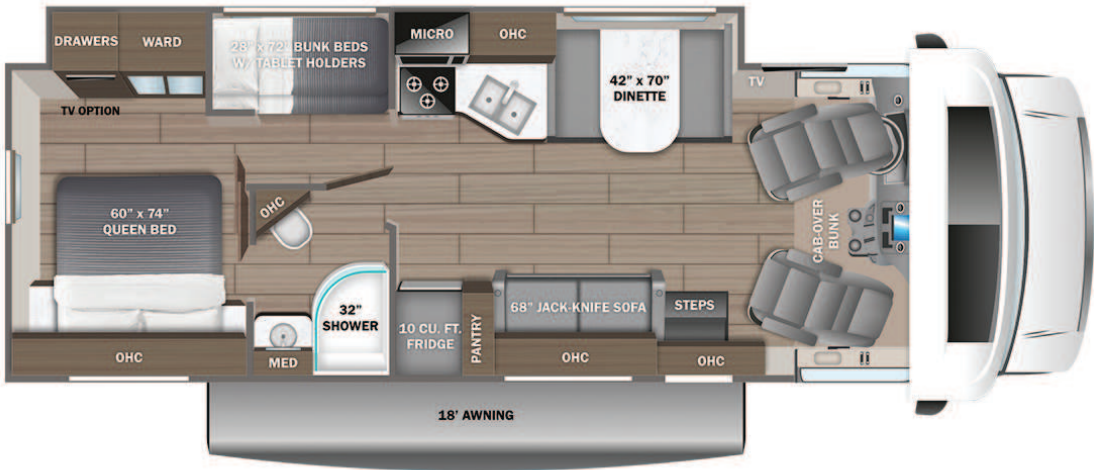 DRAWERS
WARD
28" x 72" BUNK BEDS
W/ TABLET HOLDERS
MICRO
OHC
42" x 70"
DINETTE
TV
TV OPTION
OHC
60" x 74"
QUEEN BED
CAB-OVER
BUNK
32"
SHOWER
10 CU. FT.
FRIDGE
PANTRY
68" JACK-KNIFE SOFA
STEPS
OHC
MED
OHC
OHC
18' AWNING